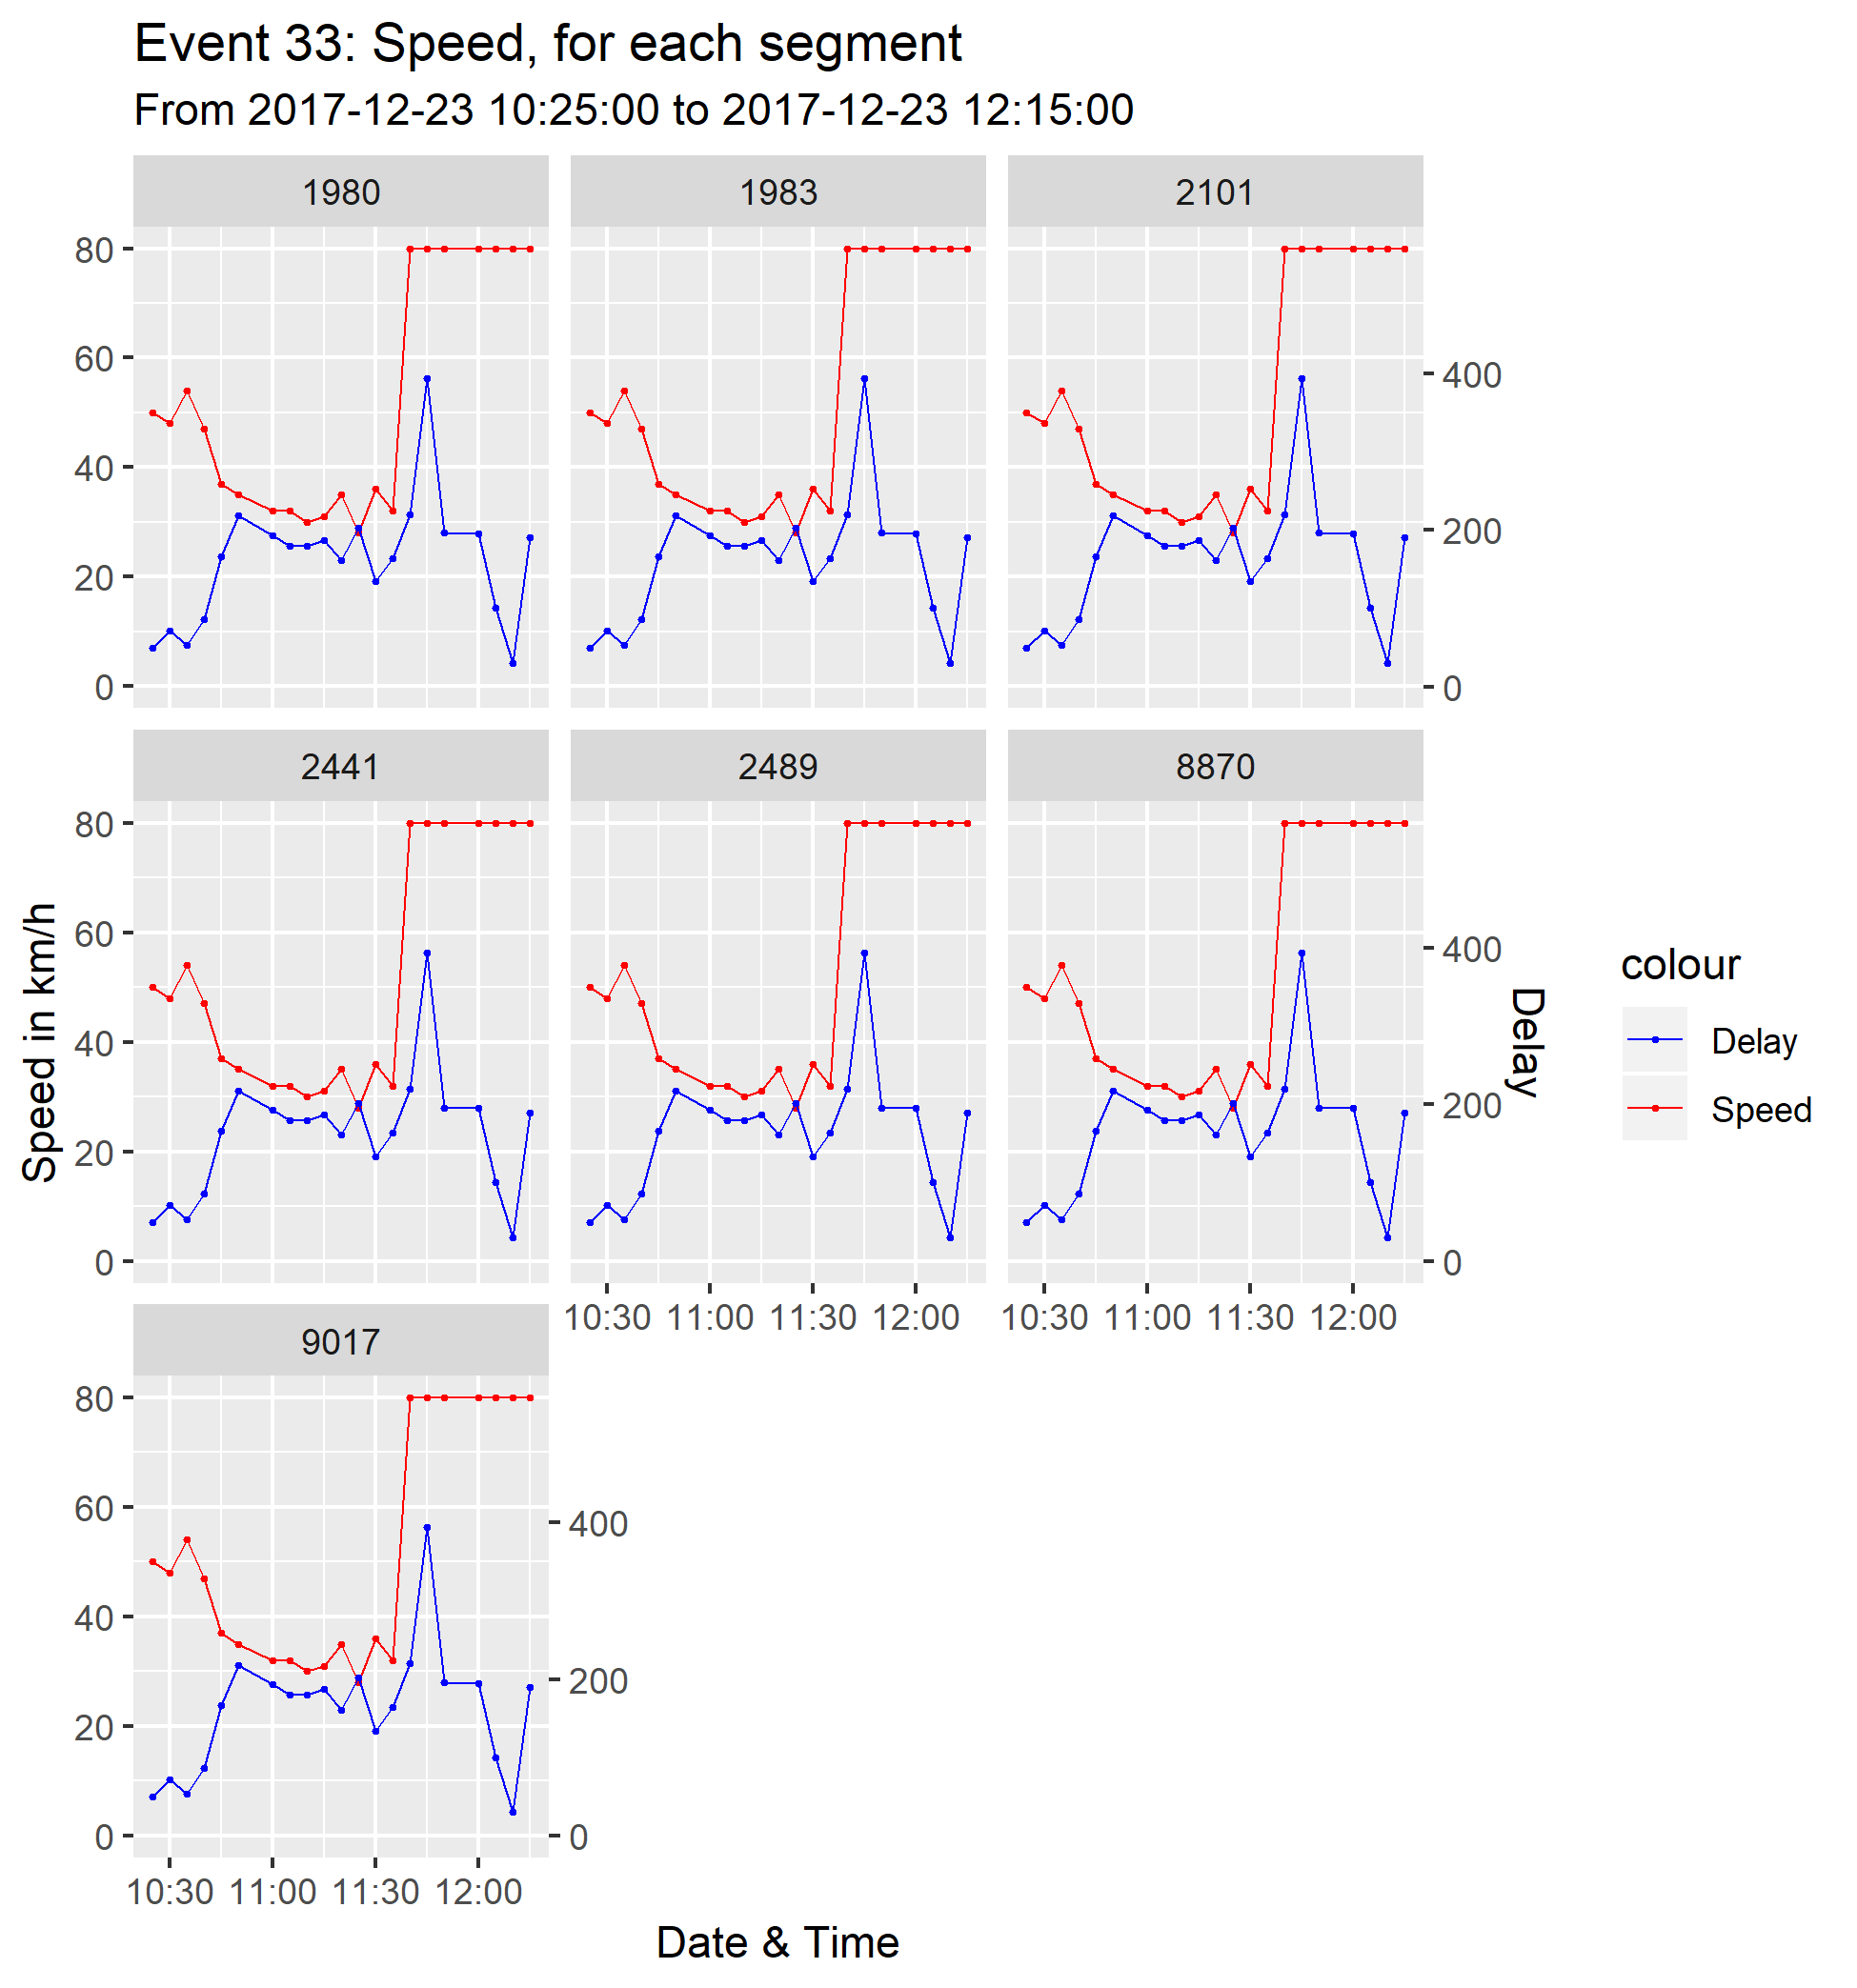 Event 33: Speed, for each segment
From 2017-12-23 10:25:00 to 2017-12-23 12:15:00
1980 1983 2101
80
60
40
20
0
400
200
0
2441 2489 8870
80
60
40
20
0
400
200
0
10:30 11:00 11:30 12:00 10:30 11:00 11:30 12:00
9017
80
60
40
20
0
400
200
0
10:30 11:00 11:30 12:00
Date & Time
Speed in km/h
Delay
colour
Delay
Speed